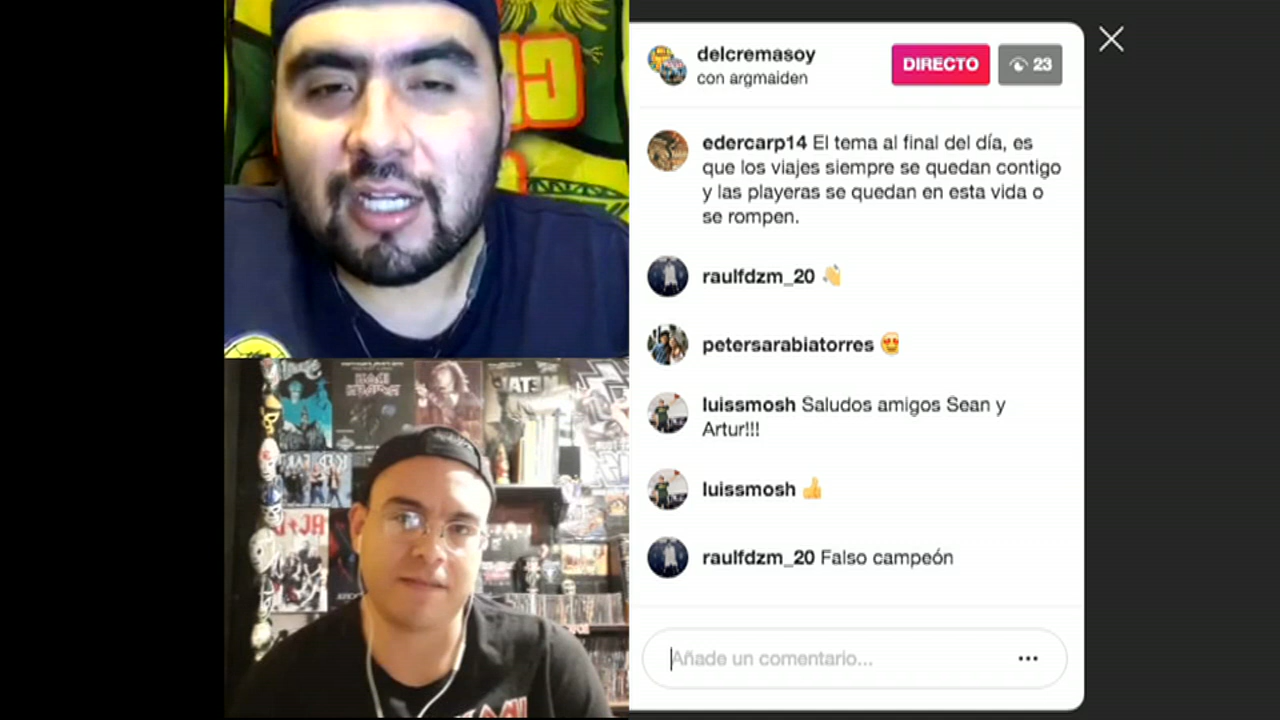 delcremasoy
con argmaiden
DIRECTO
23
edercarp14 El tema al final del día, es
que los viajes siempre se quedan contigo
y las playeras se quedan en esta vida o
se rompen.
raulfdzm_20 👏
petersarabiatorres 😍
luissmosh Saludos amigos Sean y
Artur!!!
luissmosh 👍
raulfdzm_20 Falso campeón
Añade un comentario...